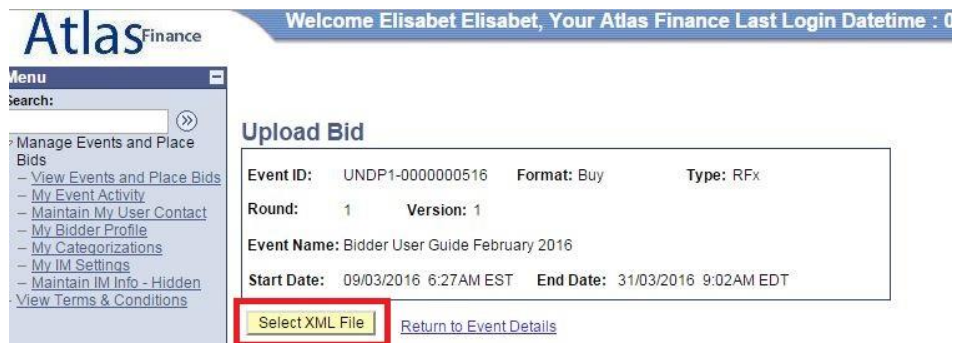 Atlas Finance
Welcome Elisabet Elisabet, Your Atlas Finance Last Login Datetime : 0
Menu
Search:
Manage Events and Place
Bids
– View Events and Place Bids
– My Event Activity
– Maintain My User Contact
– My Bidder Profile
– My Categorizations
– My IM Settings
– Maintain IM Info - Hidden
– View Terms & Conditions
Upload Bid
Event ID: UNDP1-0000000516 Format: Buy Type: RFx
Round: 1 Version: 1
Event Name: Bidder User Guide February 2016
Start Date: 09/03/2016 6:27AM EST End Date: 31/03/2016 9:02AM EDT
Select XML File Return to Event Details